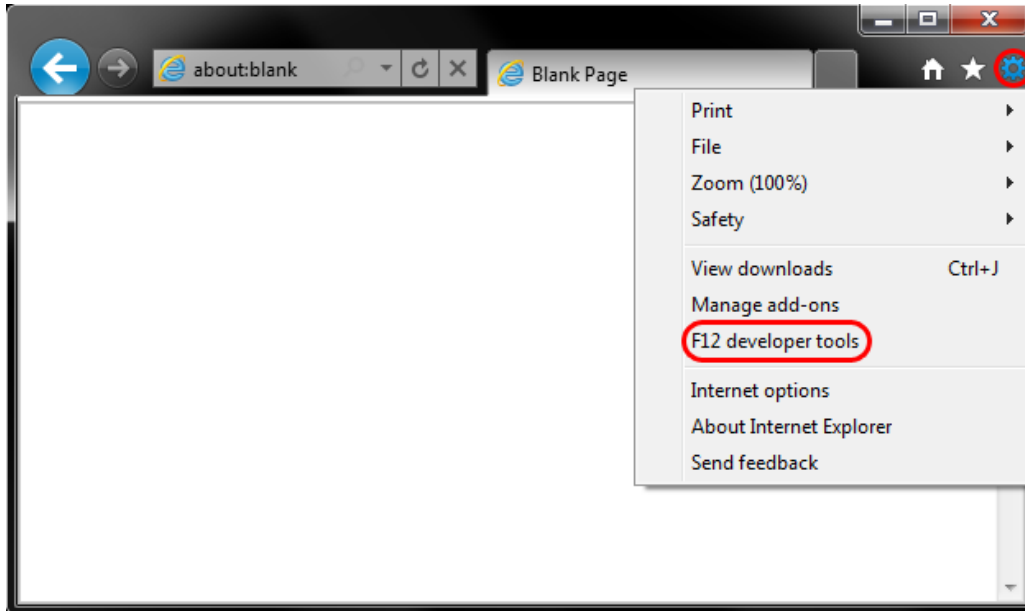 about:blank
Blank Page
Print
File
Zoom (100%)
Safety
View downloads Ctrl+J
Manage add-ons
F12 developer tools
Internet options
About Internet Explorer
Send feedback